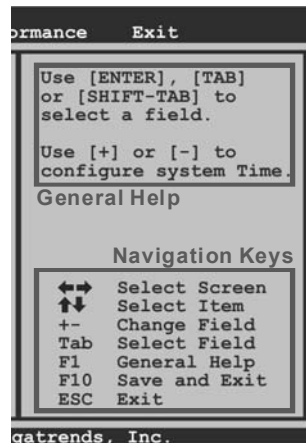 ormance Exit
Use [ENTER], [TAB]
or [SHIFT-TAB] to
select a field.
Use [+] or [-] to
configure system Time.
General Help
Navigation Keys
←→ Select Screen
↑↓ Select Item
+- Change Field
Tab Select Field
F1 General Help
F10 Save and Exit
ESC Exit
gatrends, Inc.